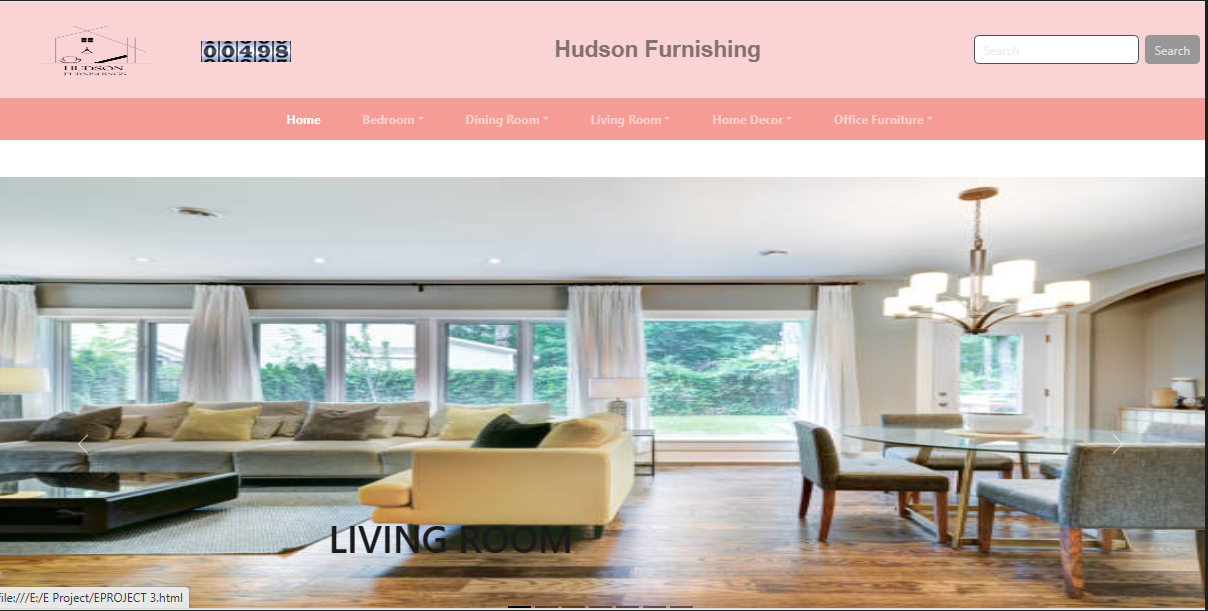 HUDSON
FURNISHINGS
00498
Hudson Furnishing
Search
Search
Home
Bedroom
Dining Room
Living Room
Home Decor
Office Furniture
LIVING ROOM
file:///E:/E Project/EPROJECT 3.html